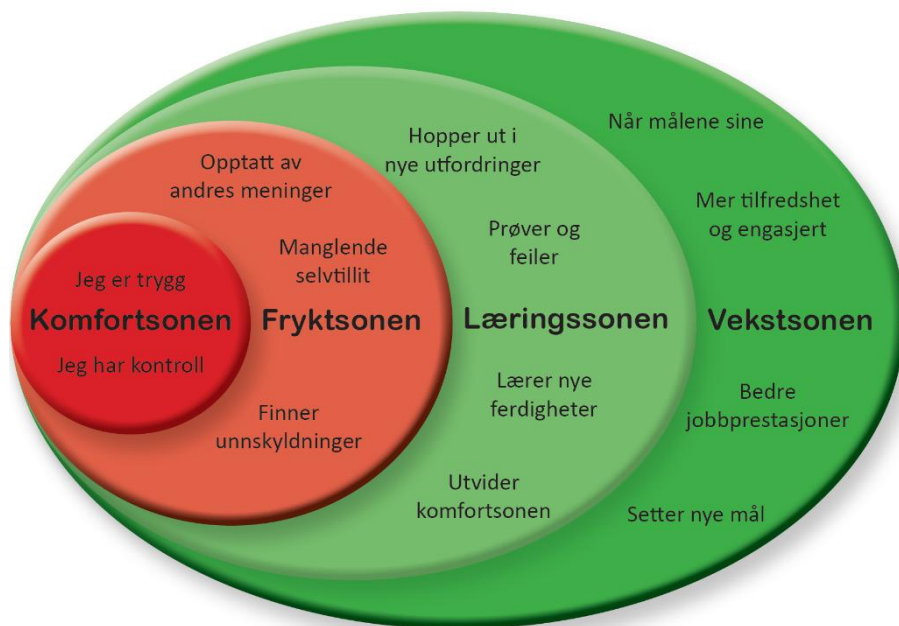 Jeg er trygg
Komfortsonen
Jeg har kontroll
Opptatt av
andres meninger
Manglende
selvtillit
Fryktsonen
Finner
unnskyldninger
Hopper ut i
nye utfordringer
Prøver og
feiler
Læringssonen
Lærer nye
ferdigheter
Utvider
komfortsonen
Når målene sine
Mer tilfredshet
og engasjert
Vekstsonen
Bedre
jobbprestasjoner
Setter nye mål